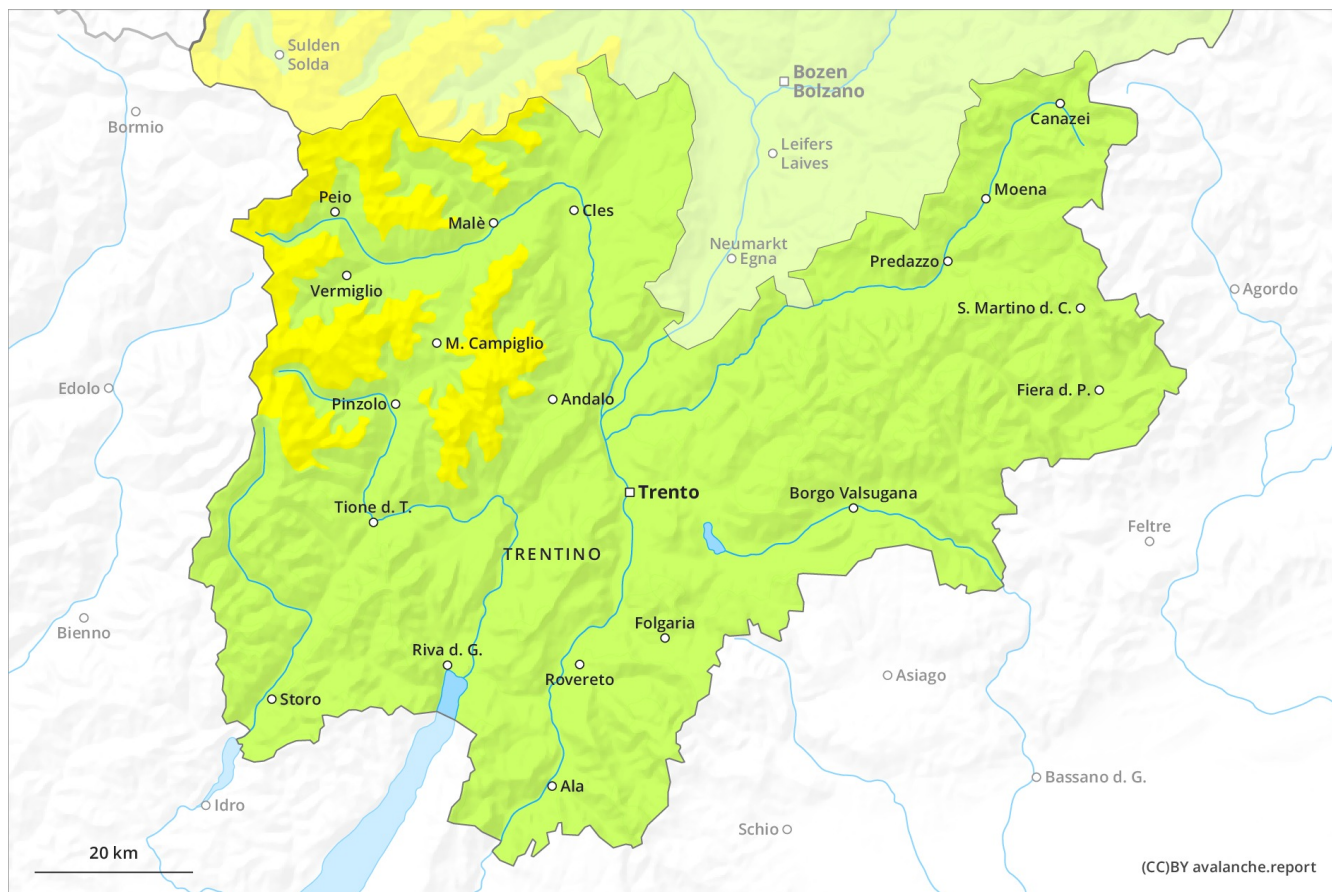 Sulden
Solda
Bozen
Bolzano
Bormio
Canazei
Leifers
Laives
Moena
Peio
Malè
Cles
Neumarkt
Egna
Predazzo
Vermiglio
Agordo
S. Martino d. C.
M. Campiglio
Edolo
Pinzolo
Andalo
Fiera d. P.
Trento
Borgo Valsugana
Tione d. T.
Feltre
TRENTINO
Bienno
Folgaria
Riva d. G.
Rovereto
Asiago
Storo
Bassano d. G.
Ala
Idro
Schio
20 km
(CC)BY avalanche.report